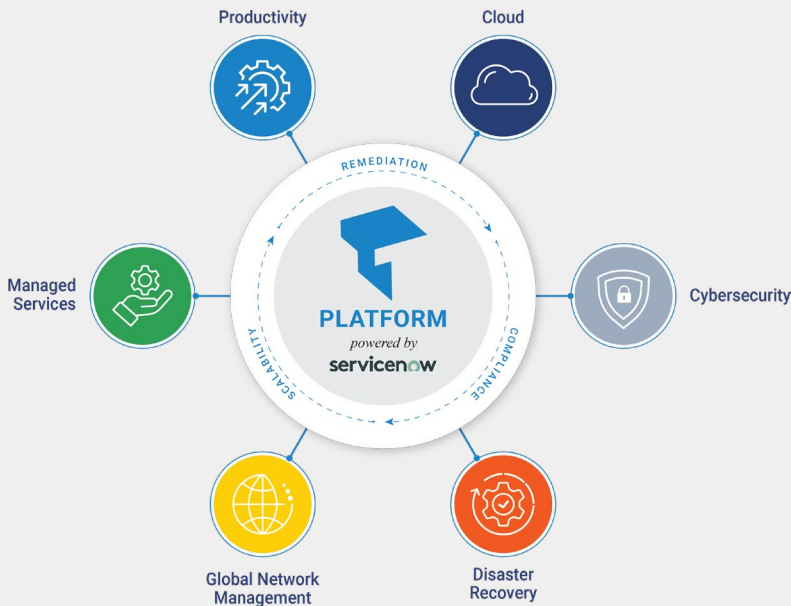 Productivity
Cloud
REMEDIATION
Managed
Services
PLATFORM
powered by
servicenow
Cybersecurity
SCALABILITY
COMPLIANCE
Global Network
Management
Disaster
Recovery